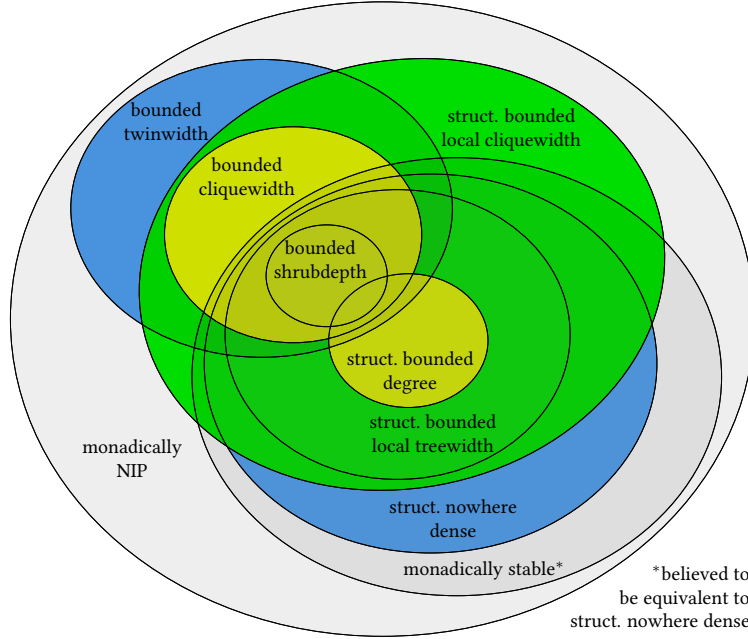 bounded
twinwidth
struct. bounded
local cliquewidth
bounded
cliquewidth
bounded
shrubdepth
struct. bounded
degree
struct. bounded
local treewidth
monadically
NIP
struct. nowhere
dense
monadically stable*
*believed to
be equivalent to
struct. nowhere dense